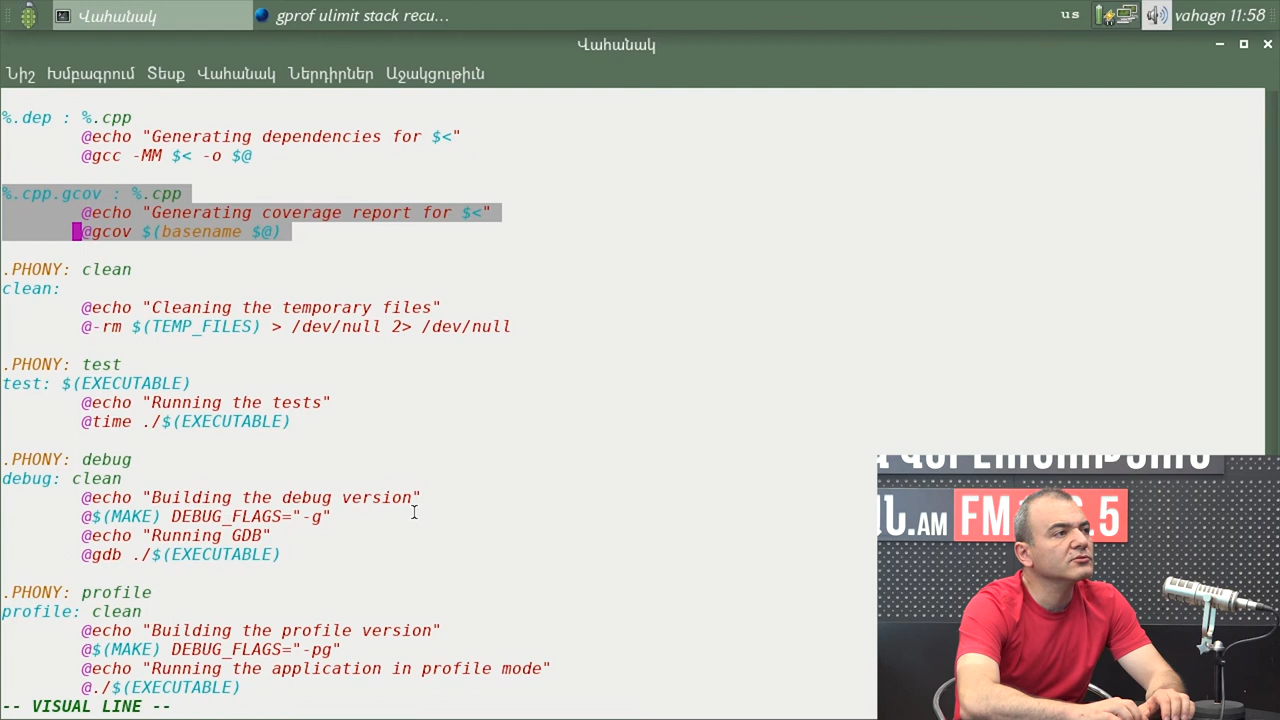 Վահանակ
gprof ulimit stack recu...
us
vahagn 11:58
Վահանակ
Նիշ Խմբագրում Տեսք Վահանակ Ներդիրներ Աջակցութիւն
%.dep : %.cpp
@echo "Generating dependencies for $<"
@gcc -MM $< -o $@
%.cpp.gcov : %.cpp
@echo "Generating coverage report for $<"
@gcov $(basename $@)
.PHONY: clean
clean:
@echo "Cleaning the temporary files"
@-rm $(TEMP_FILES) > /dev/null 2> /dev/null
.PHONY: test
test: $(EXECUTABLE)
@echo "Running the tests"
@time ./$(EXECUTABLE)
.PHONY: debug
debug: clean
@echo "Building the debug version"
@$(MAKE) DEBUG_FLAGS="-g"
@echo "Running GDB"
@gdb ./$(EXECUTABLE)
.PHONY: profile
profile: clean
@echo "Building the profile version"
@$(MAKE) DEBUG_FLAGS="-pg"
@echo "Running the application in profile mode"
@./$(EXECUTABLE)
-- VISUAL LINE --